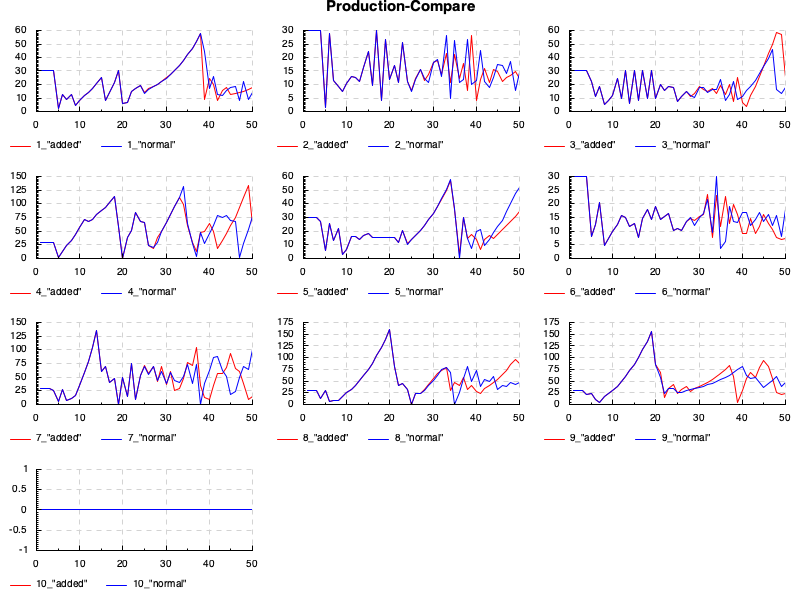 Production-Compare
60 50 40 30 20 10 0
0 10 20 30 40 50
1_"added" 1_"normal"
30 25 20 15 10 5 0
0 10 20 30 40 50
2_"added" 2_"normal"
60 50 40 30 20 10 0
0 10 20 30 40 50
3_"added" 3_"normal"
150 125 100 75 50 25 0
0 10 20 30 40 50
4_"added" 4_"normal"
60 50 40 30 20 10 0
0 10 20 30 40 50
5_"added" 5_"normal"
30 25 20 15 10 5 0
0 10 20 30 40 50
6_"added" 6_"normal"
150 125 100 75 50 25 0
0 10 20 30 40 50
7_"added" 7_"normal"
175 150 125 100 75 50 25 0
0 10 20 30 40 50
8_"added" 8_"normal"
175 150 125 100 75 50 25 0
0 10 20 30 40 50
9_"added" 9_"normal"
1 0.5 0 -0.5 -1
0 10 20 30 40 50
10_"added" 10_"normal"